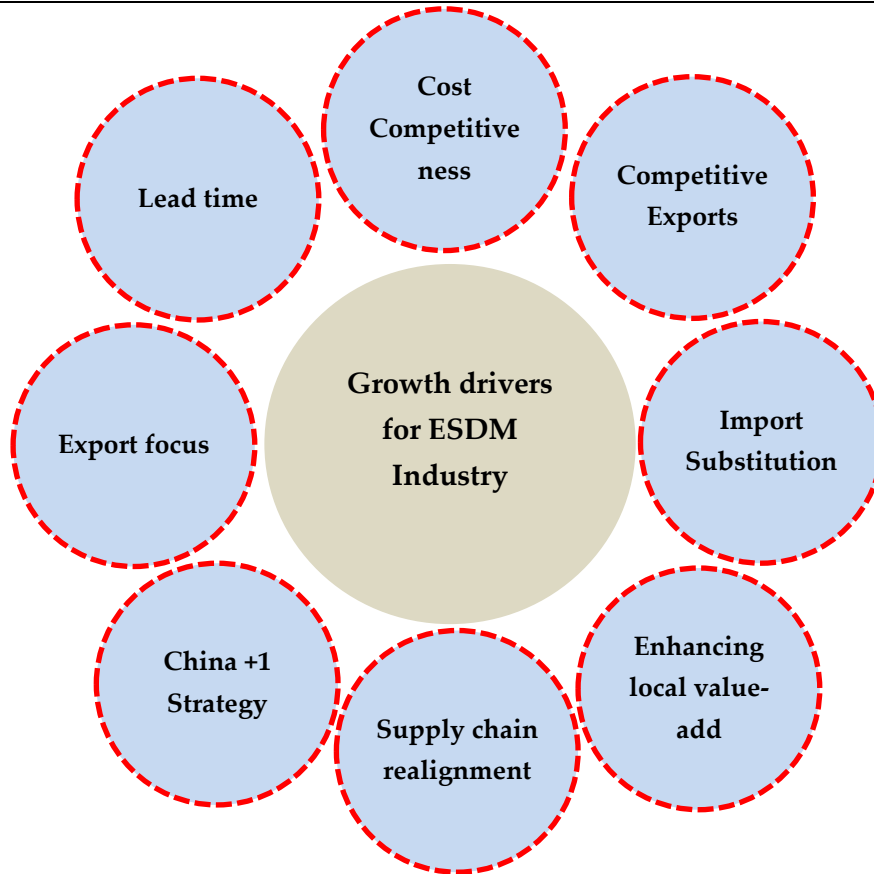 Cost
Competitive
ness
Competitive
Exports
Lead time
Growth drivers
for ESDM
Industry
Import
Substitution
Export focus
Enhancing
local value-
add
China +1
Strategy
Supply chain
realignment